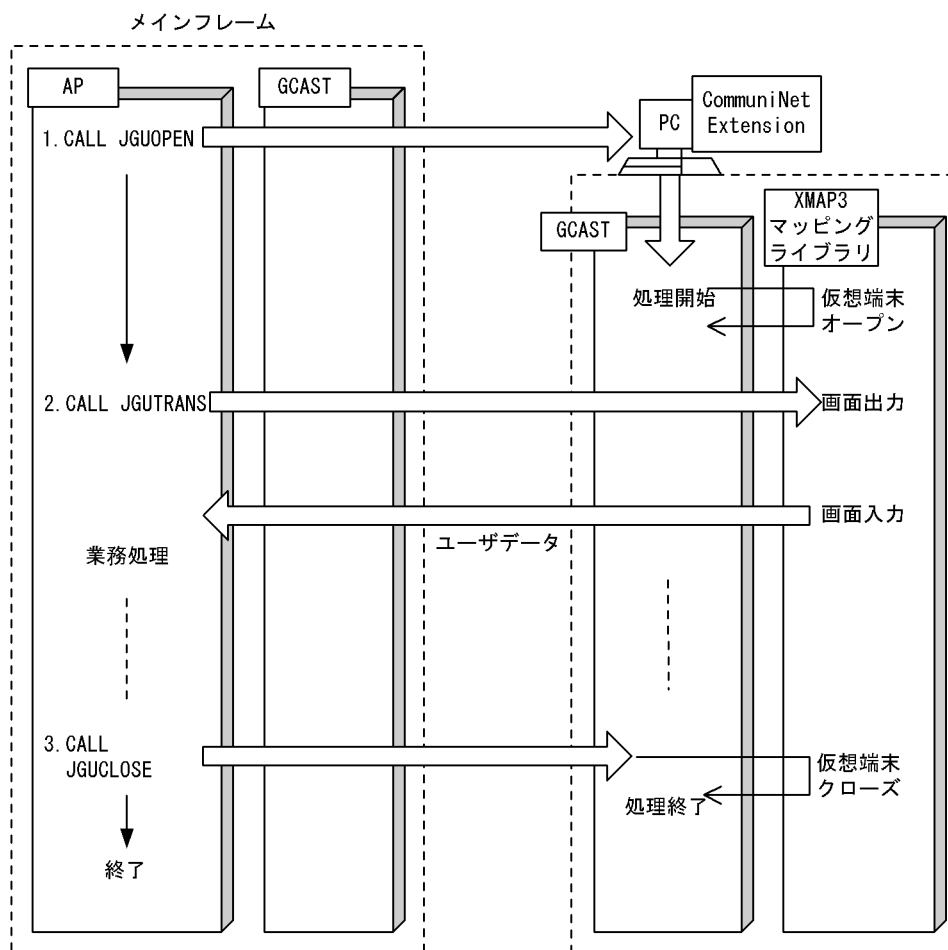 メインフレーム
AP
GCAST
CommuniNet
Extension
PC
1. CALL JGUOPEN
XMAP3
マッピング
ライブラリ
GCAST
処理開始
仮想端末
オープン
2. CALL JGUTRANS
画面出力
画面入力
ユーザデータ
業務処理
3. CALL
JGUCLOSE
仮想端末
クローズ
処理終了
終了